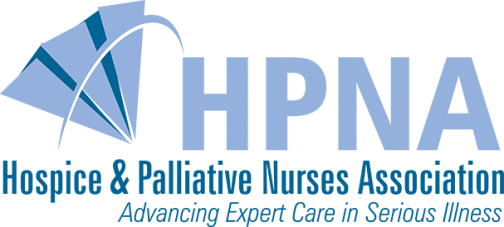 HPNA
Hospice & Palliative Nurses Association
Advancing Expert Care in Serious Illness